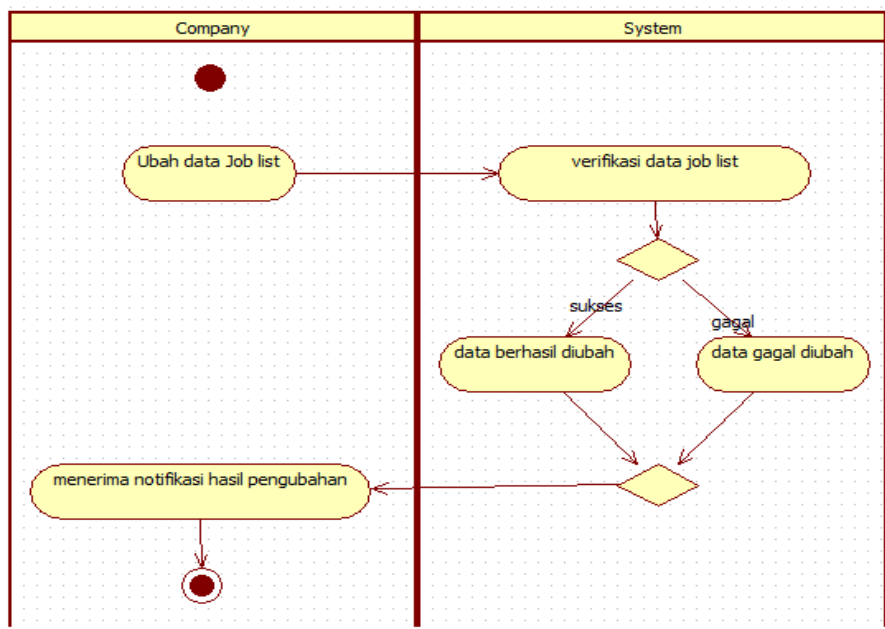 Company
System
Ubah data Job list
verifikasi data job list
sukses
gagal
data berhasil diubah
data gagal diubah
menerima notifikasi hasil pengubahan